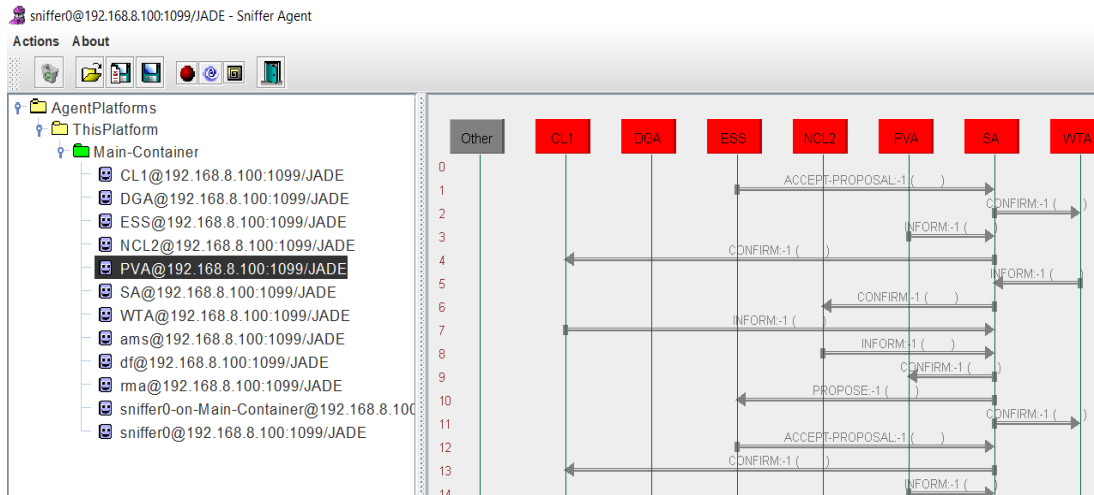 sniffer0@192.168.8.100:1099/JADE - Sniffer Agent
Actions About
AgentPlatforms
ThisPlatform
Main-Container
CL1@192.168.8.100:1099/JADE
DGA@192.168.8.100:1099/JADE
ESS@192.168.8.100:1099/JADE
NCL2@192.168.8.100:1099/JADE
PVA@192.168.8.100:1099/JADE
SA@192.168.8.100:1099/JADE
WTA@192.168.8.100:1099/JADE
ams@192.168.8.100:1099/JADE
df@192.168.8.100:1099/JADE
rma@192.168.8.100:1099/JADE
sniffer0-on-Main-Container@192.168.8.100
sniffer0@192.168.8.100:1099/JADE
Other CL1 DGA ESS NCL2 PVA SA WTA
0
1 ACCEPT-PROPOSAL:-1 ( )
2 CONFIRM:-1 ( )
3 INFORM:-1 ( )
4 CONFIRM:-1 ( )
5 INFORM:-1 ( )
6 CONFIRM:-1 ( )
7 INFORM:-1 ( )
8 INFORM:-1 ( )
9 CONFIRM:-1 ( )
10 PROPOSE:-1 ( )
11 CONFIRM:-1 ( )
12 ACCEPT-PROPOSAL:-1 ( )
13 CONFIRM:-1 ( )
14 INFORM:-1 ( )